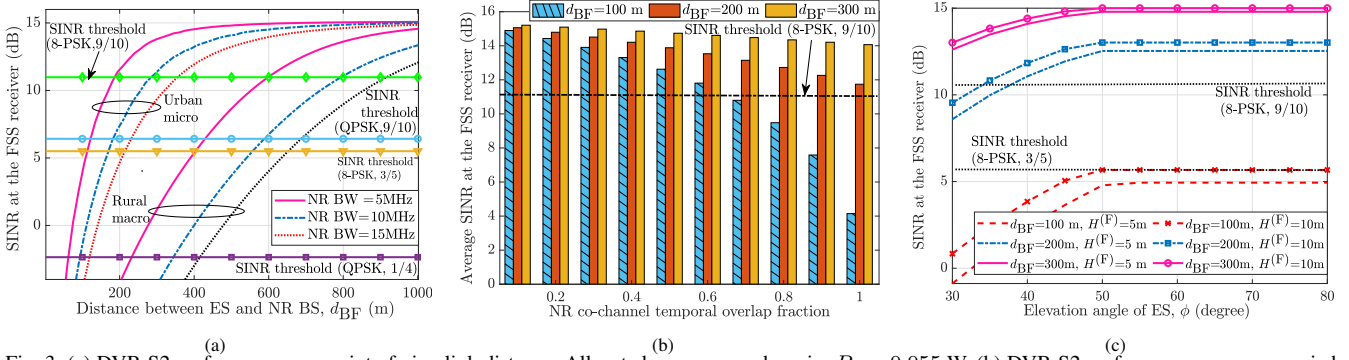 SINR at the FSS receiver (dB)
15
10
5
0
SINR threshold
(8-PSK,9/10)
Urban
micro
SINR
threshold
(QPSK,9/10)
SINR threshold
(8-PSK, 3/5)
Rural
macro
NR BW =5MHz
NR BW=10MHz
NR BW=15MHz
SINR threshold (QPSK, 1/4)
200 400 600 800 1000
Distance between ES and NR BS, d_BF (m)
(a)
Average SINR at the FSS receiver (dB)
16
14
12
10
8
6
4
2
0
d_BF=100 m d_BF=200 m d_BF=300 m
SINR threshold (8-PSK, 9/10)
0.2 0.4 0.6 0.8 1
NR co-channel temporal overlap fraction
(b)
SINR at the FSS receiver (dB)
15
10
5
0
SINR threshold
(8-PSK, 9/10)
SINR threshold
(8-PSK, 3/5)
d_BF=100 m, H^(F)=5m d_BF=100m, H^(F)=10m
d_BF=200m, H^(F)=5 m d_BF=200m, H^(F)=10m
d_BF=300m, H^(F)=5 m d_BF=300m, H^(F)=10m
30 40 50 60 70 80
Elevation angle of ES, ϕ (degree)
(c)